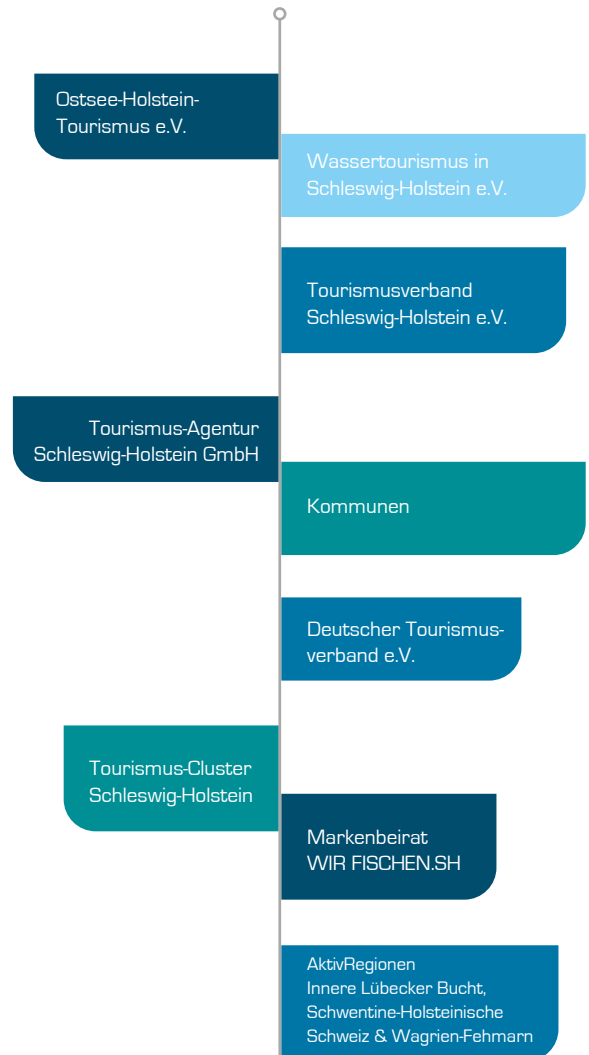 Ostsee-Holstein-
Tourismus e.V.
Wassertourismus in
Schleswig-Holstein e.V.
Tourismusverband
Schleswig-Holstein e.V.
Tourismus-Agentur
Schleswig-Holstein GmbH
Kommunen
Deutscher Tourismus-
verband e.V.
Tourismus-Cluster
Schleswig-Holstein
Markenbeirat
WIR FISCHEN.SH
AktivRegionen
Innere Lübecker Bucht,
Schwentine-Holsteinische
Schweiz & Wagrien-Fehmarn